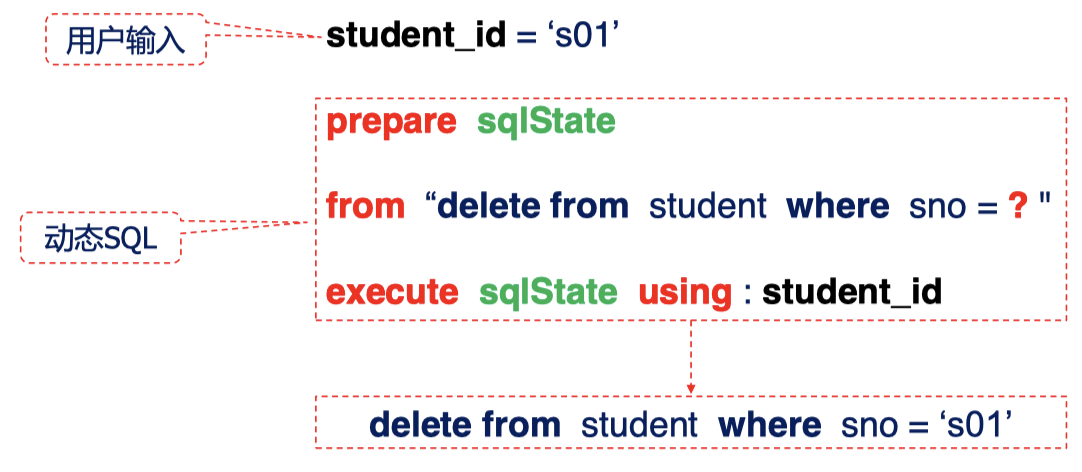 用户输入
student_id = ‘s01’
prepare sqlState
from “delete from student where sno = ? "
动态SQL
execute sqlState using : student_id
delete from student where sno = ‘s01’